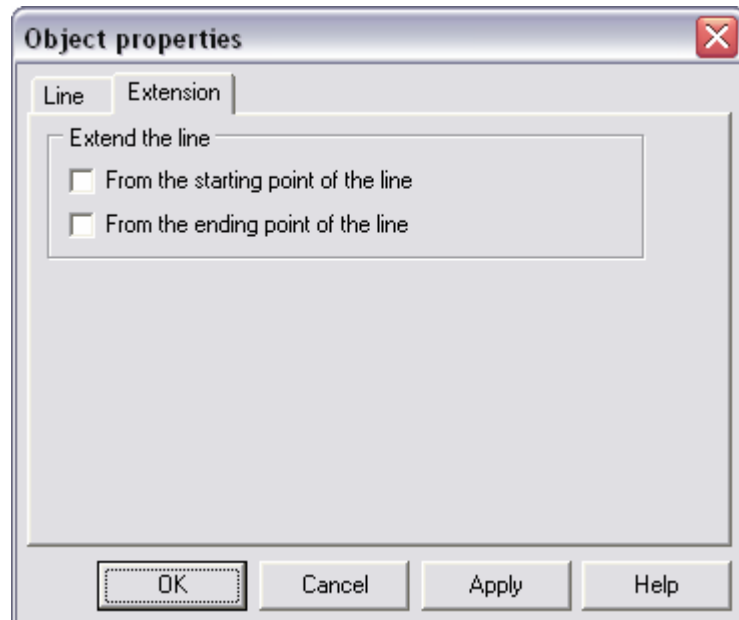 Object properties
Line Extension
Extend the line
From the starting point of the line
From the ending point of the line
OK Cancel Apply Help